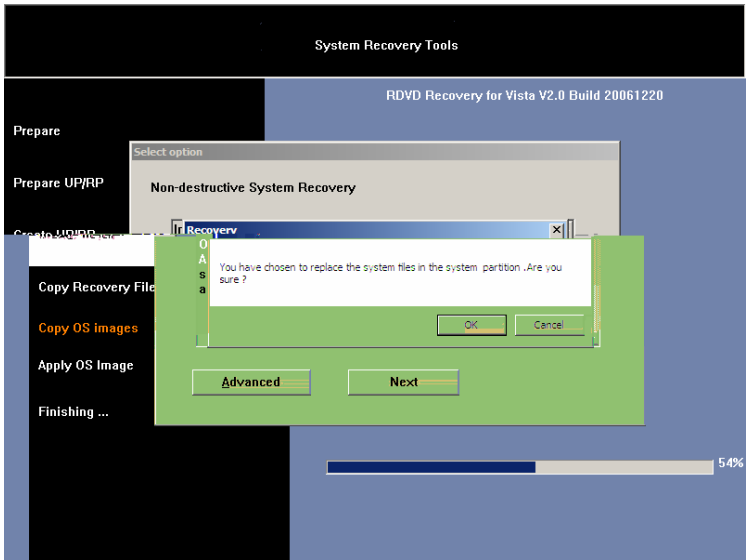 System Recovery Tools
RDVD Recovery for Vista V2.0 Build 20061220
Prepare
Select option
Prepare UP/RP
Non-destructive System Recovery
Recovery
O
A
s
a
You have chosen to replace the system files in the system partition .Are you
sure ?
Copy Recovery File
OK
Cancel
Copy OS images
Apply OS Image
Advanced
Next
Finishing ...
54%